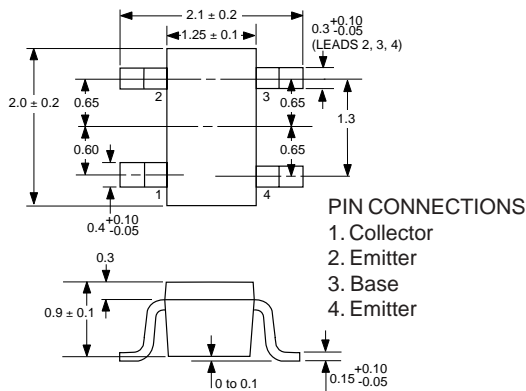 2.1 ± 0.2
1.25 ± 0.1
0.3 +0.10 -0.05
(LEADS 2, 3, 4)
2.0 ± 0.2
0.65
2
3
0.65
1.3
0.60
0.65
1
4
0.4 +0.10 -0.05
PIN CONNECTIONS
1. Collector
2. Emitter
3. Base
4. Emitter
0.3
0.9 ± 0.1
0 to 0.1
0.15 +0.10 -0.05